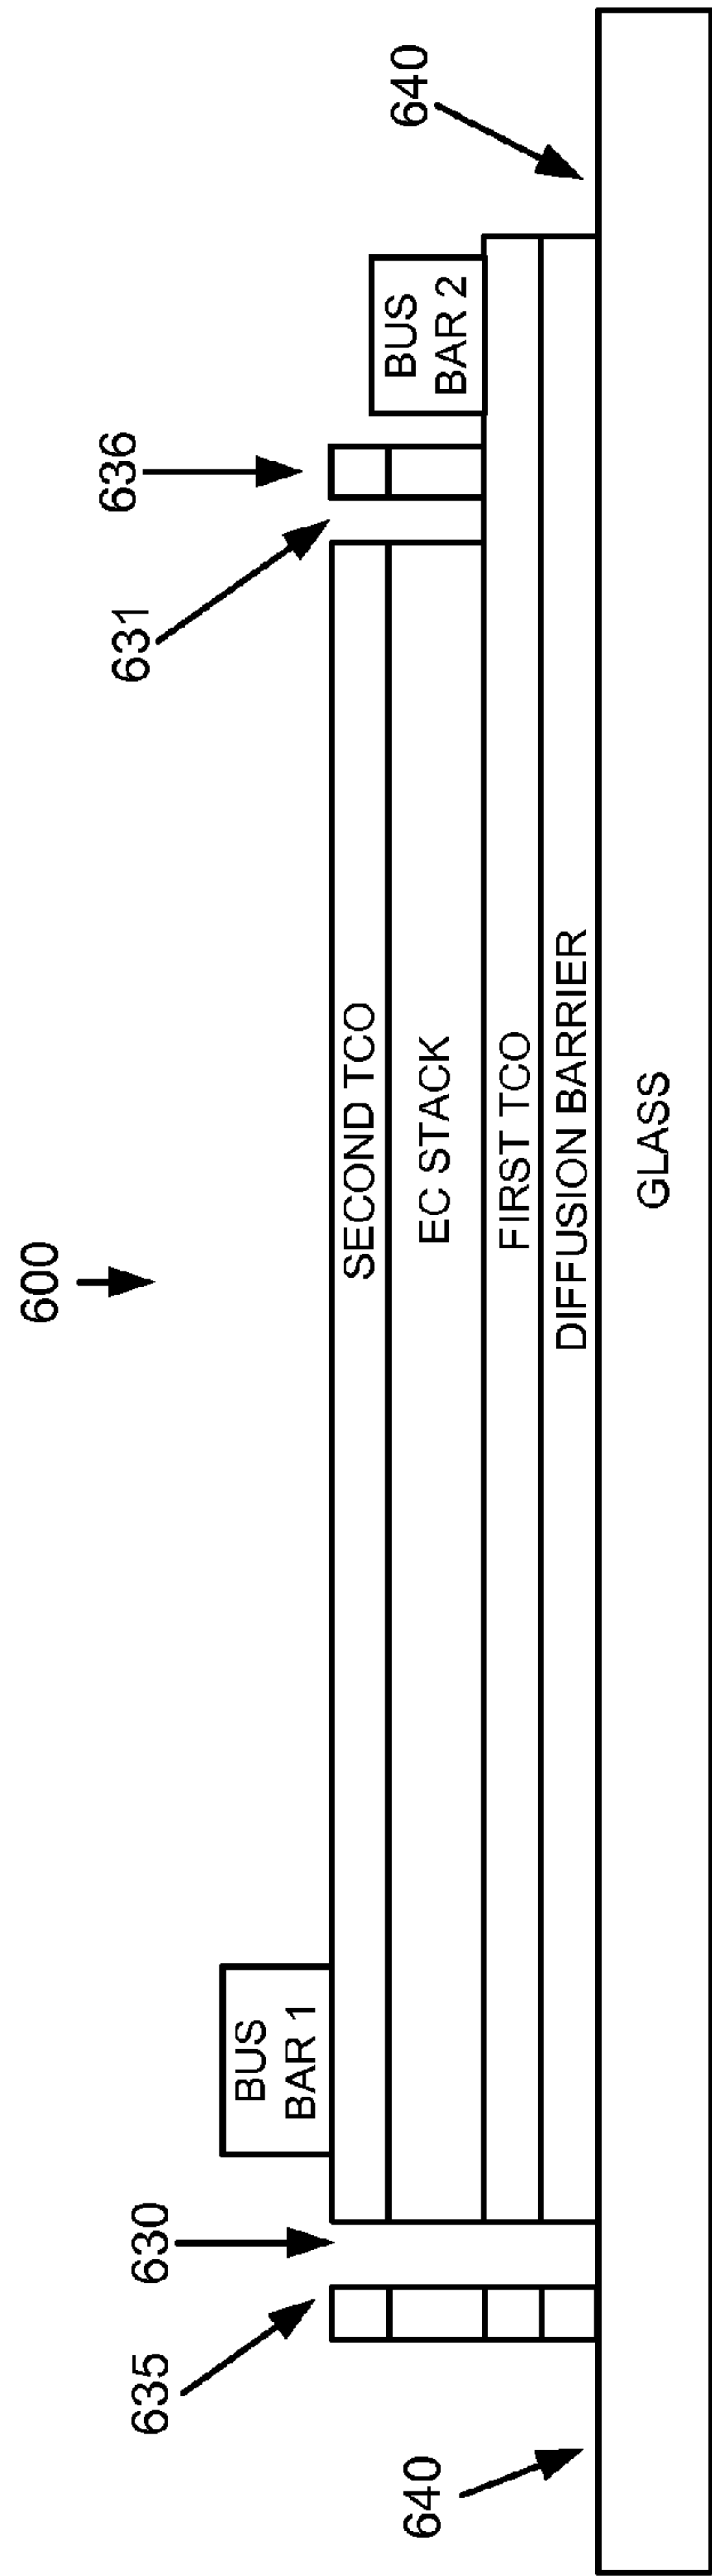 600
635
630
631
636
640
640
BUS
BAR 1
BUS
BAR 2
SECOND TCO
EC STACK
FIRST TCO
DIFFUSION BARRIER
GLASS